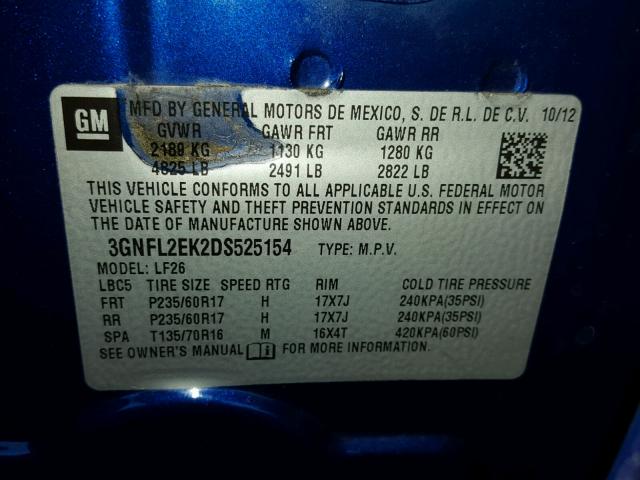 GM
MFD BY GENERAL MOTORS DE MEXICO, S. DE R.L. DE C.V. 10/12
GVWR GAWR FRT GAWR RR
2189 KG 1130 KG 1280 KG
4825 LB 2491 LB 2822 LB
THIS VEHICLE CONFORMS TO ALL APPLICABLE U.S. FEDERAL MOTOR
VEHICLE SAFETY AND THEFT PREVENTION STANDARDS IN EFFECT ON
THE DATE OF MANUFACTURE SHOWN ABOVE.
3GNFL2EK2DS525154 TYPE: M.P.V.
MODEL: LF26
LBC5 TIRE SIZE SPEED RTG RIM COLD TIRE PRESSURE
FRT P235/60R17 H 17X7J 240KPA(35PSI)
RR P235/60R17 H 17X7J 240KPA(35PSI)
SPA T135/70R16 M 16X4T 420KPA(60PSI)
SEE OWNER'S MANUAL FOR MORE INFORMATION.